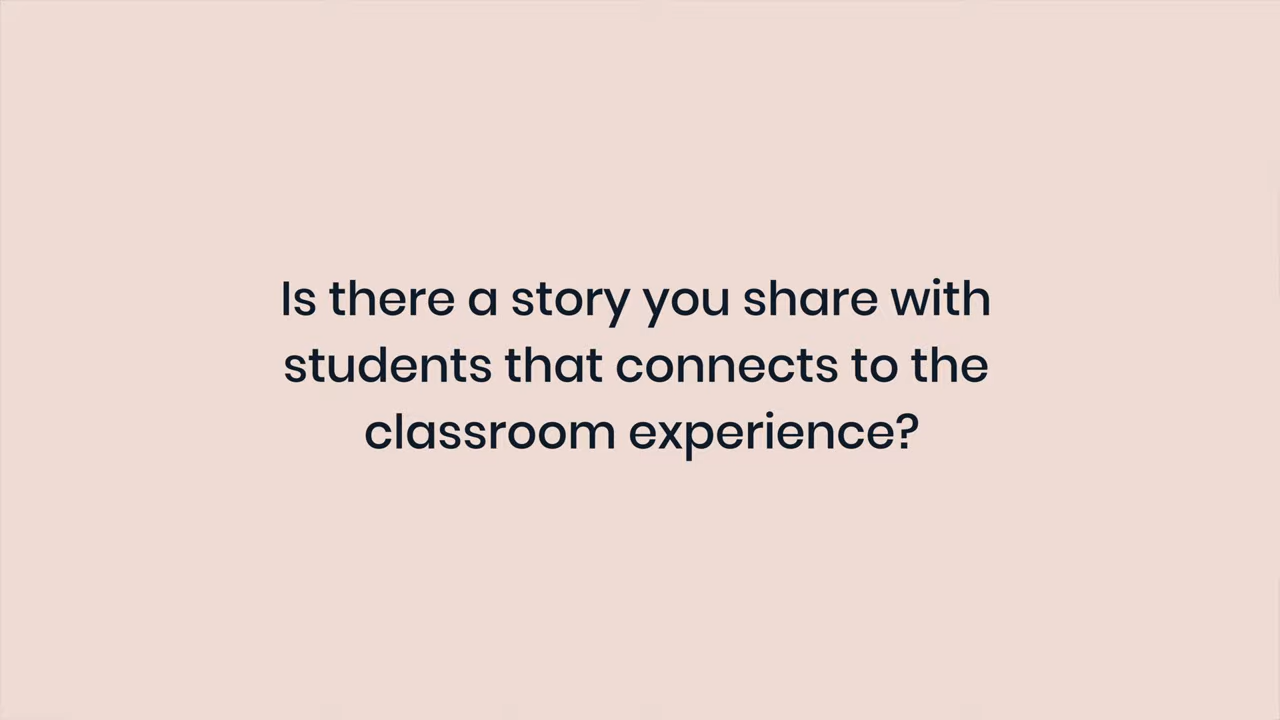 Is there a story you share with
students that connects to the
classroom experience?